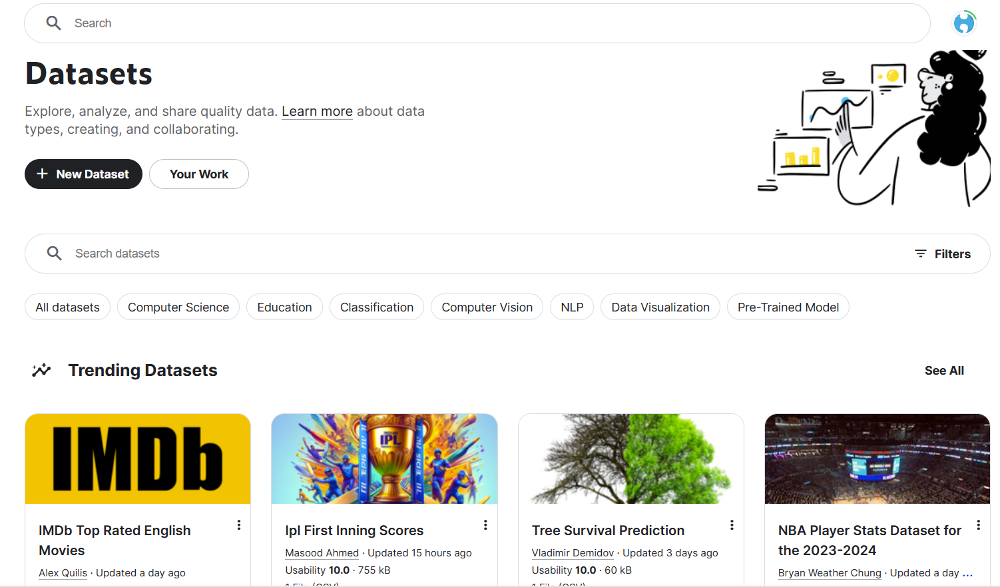 Search
Datasets
Explore, analyze, and share quality data. Learn more about data
types, creating, and collaborating.
+ New Dataset
Your Work
Search datasets
Filters
All datasets
Computer Science
Education
Classification
Computer Vision
NLP
Data Visualization
Pre-Trained Model
Trending Datasets
See All
IMDb
IMDb Top Rated English
Movies
Alex Quilis · Updated a day ago
INDIAN
IPL
Ipl First Inning Scores
Masood Ahmed · Updated 15 hours ago
Usability 10.0 · 755 kB
Tree Survival Prediction
Vladimir Demidov · Updated 3 days ago
Usability 10.0 · 60 kB
NBA Player Stats Dataset for
the 2023-2024
Bryan Weather Chung · Updated a day ...